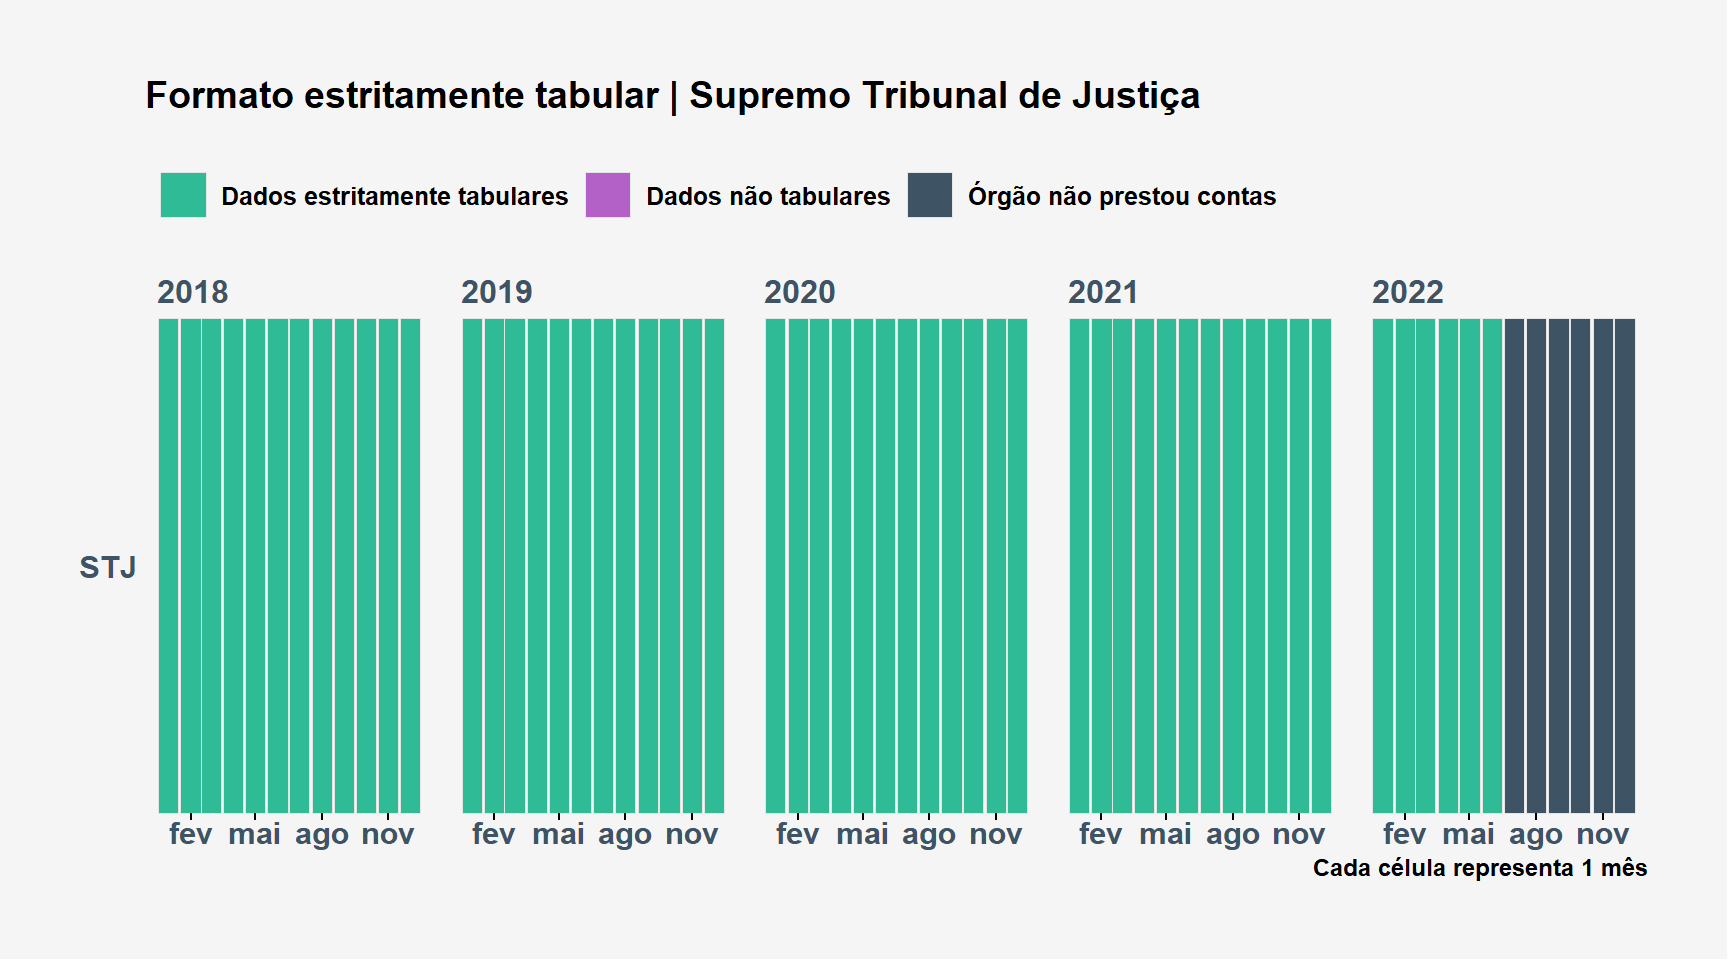 Formato estritamente tabular | Supremo Tribunal de Justiça
Dados estritamente tabulares Dados não tabulares Órgão não prestou contas
2018 2019 2020 2021 2022
STJ
fev mai ago nov fev mai ago nov fev mai ago nov fev mai ago nov fev mai ago nov
Cada célula representa 1 mês